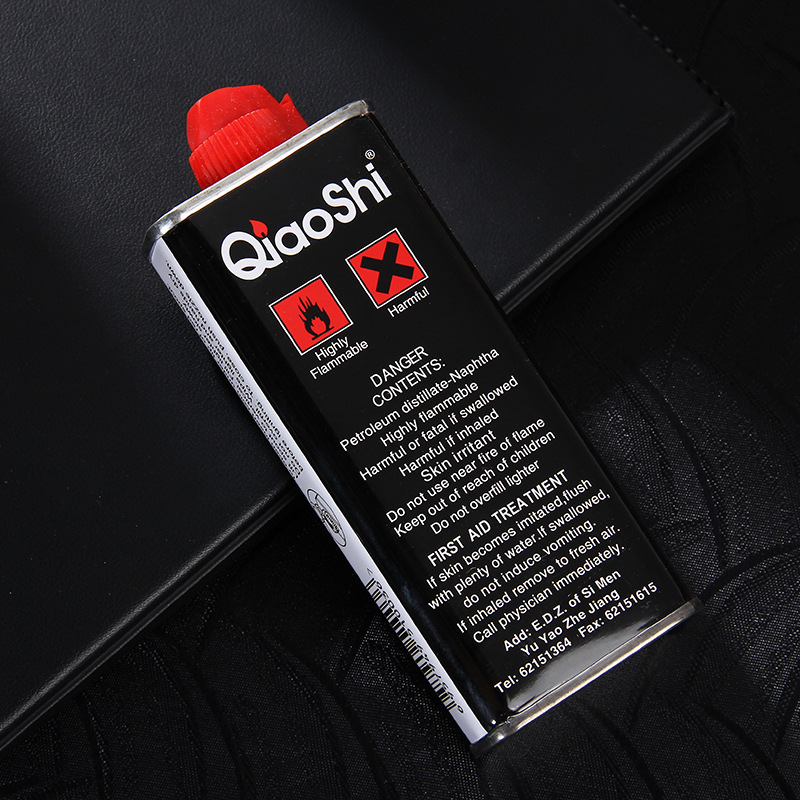 QiaoShi®
Highly
Flammable
Harmful
DANGER
CONTENTS:
Petroleum distillate-Naphtha
Highly flammable
Harmful or fatal if swallowed
Harmful if inhaled
Skin irritant
Do not use near fire of flame
Keep out of reach of children
Do not overfill lighter
FIRST AID TREATMENT
If skin becomes imitated,flush
with plenty of water.If swallowed,
do not induce vomiting.
If inhaled remove to fresh air.
Call physician immediately.
Add: E.D.Z. of Si Men
Yu Yao Zhe Jiang
Tel: 62151364 Fax: 62151615